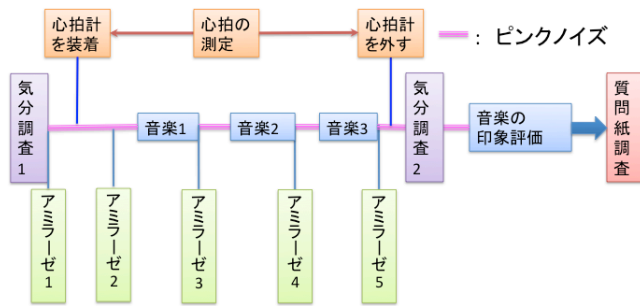 心拍計
を装着
心拍の
測定
心拍計
を外す
：ピンクノイズ
気分調査1
音楽1
音楽2
音楽3
気分調査2
音楽の
印象評価
質問紙調査
アミラーゼ1
アミラーゼ2
アミラーゼ3
アミラーゼ4
アミラーゼ5